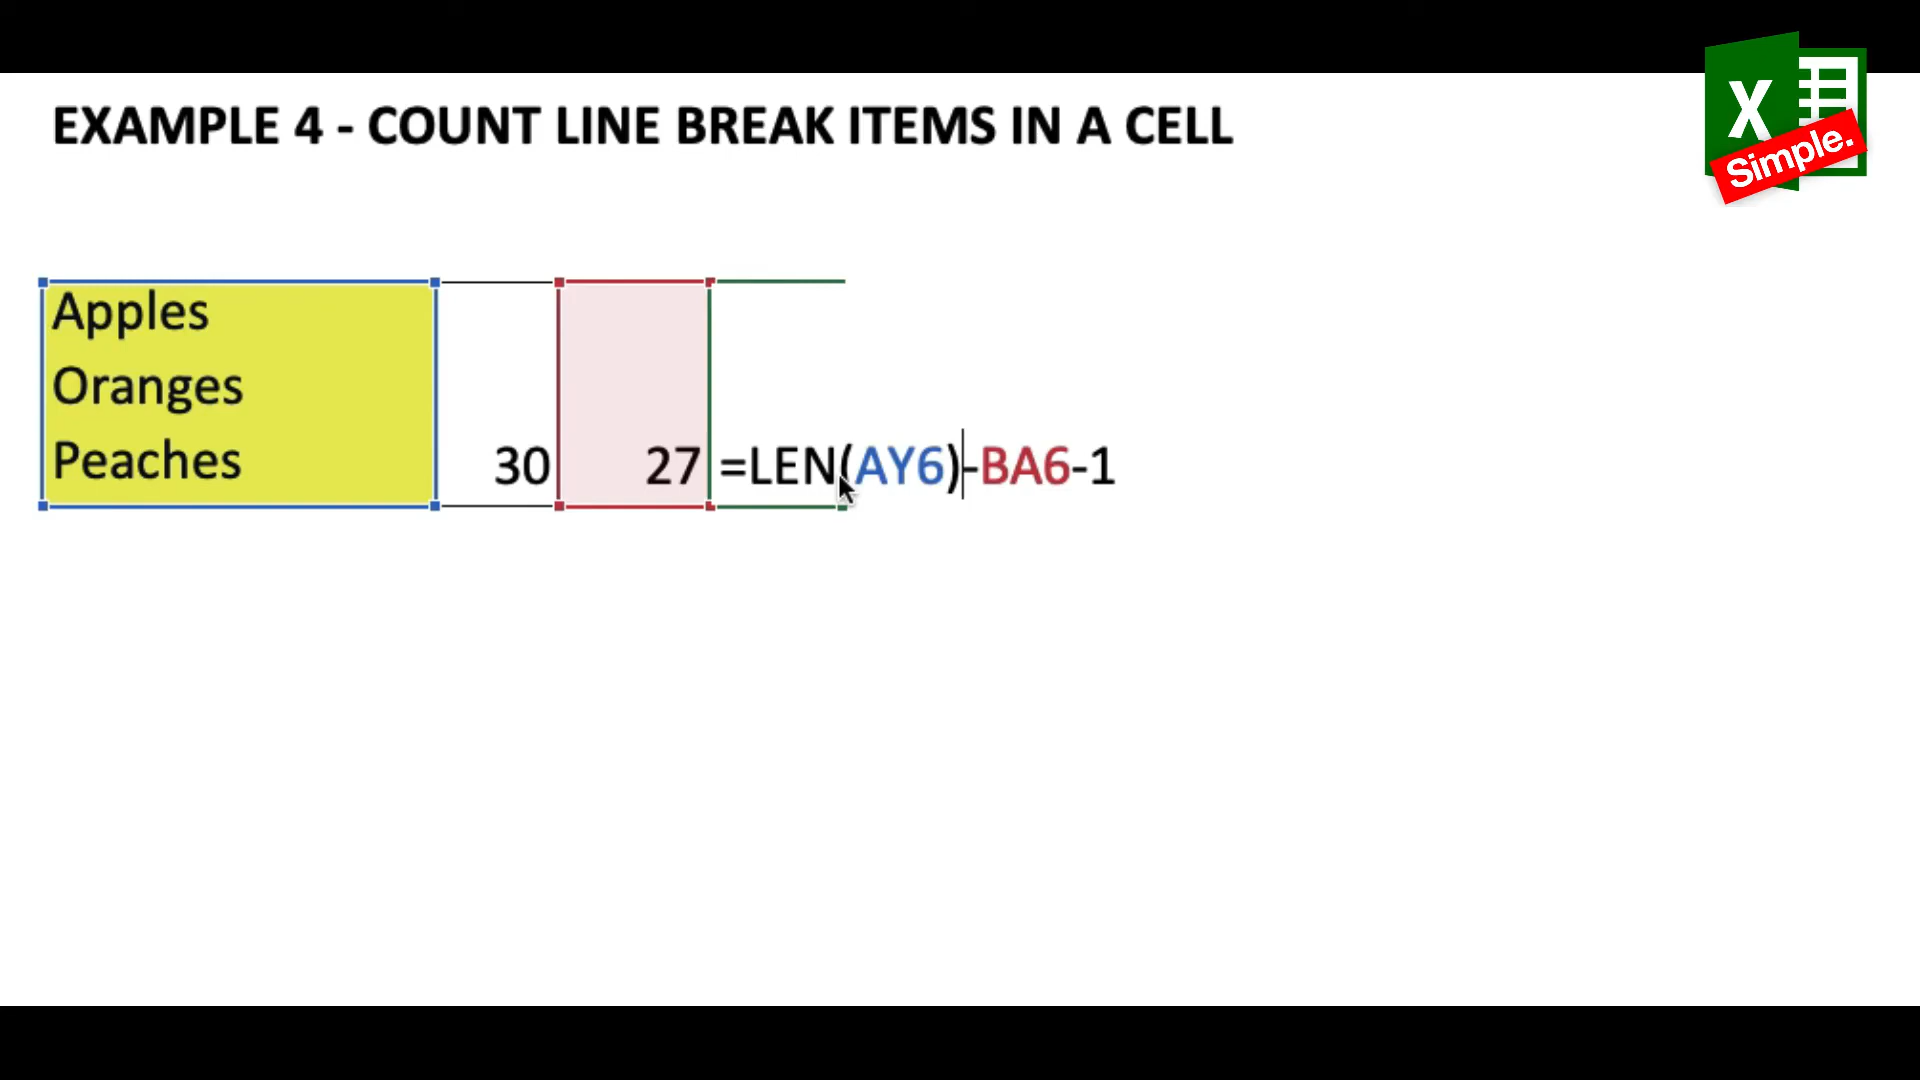 X
Simple.
EXAMPLE 4 - COUNT LINE BREAK ITEMS IN A CELL
Apples
Oranges
Peaches
30
27
=LEN(AY6)-BA6-1